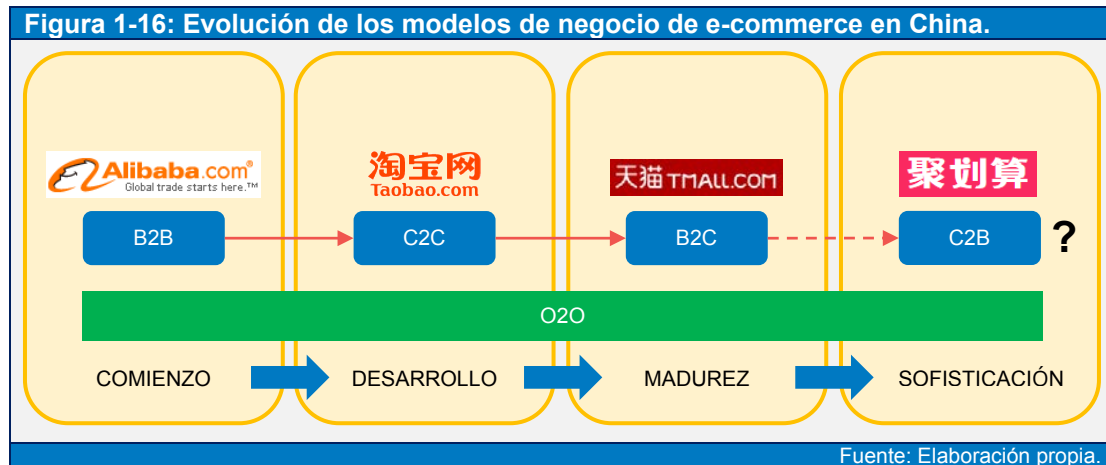 Figura 1-16: Evolución de los modelos de negocio de e-commerce en China.
Alibaba.com®
Global trade starts here.™
淘宝网
Taobao.com
天猫 TMALL.COM
聚划算
B2B
C2C
B2C
C2B
?
O2O
COMIENZO
DESARROLLO
MADUREZ
SOFISTICACIÓN
Fuente: Elaboración propia.